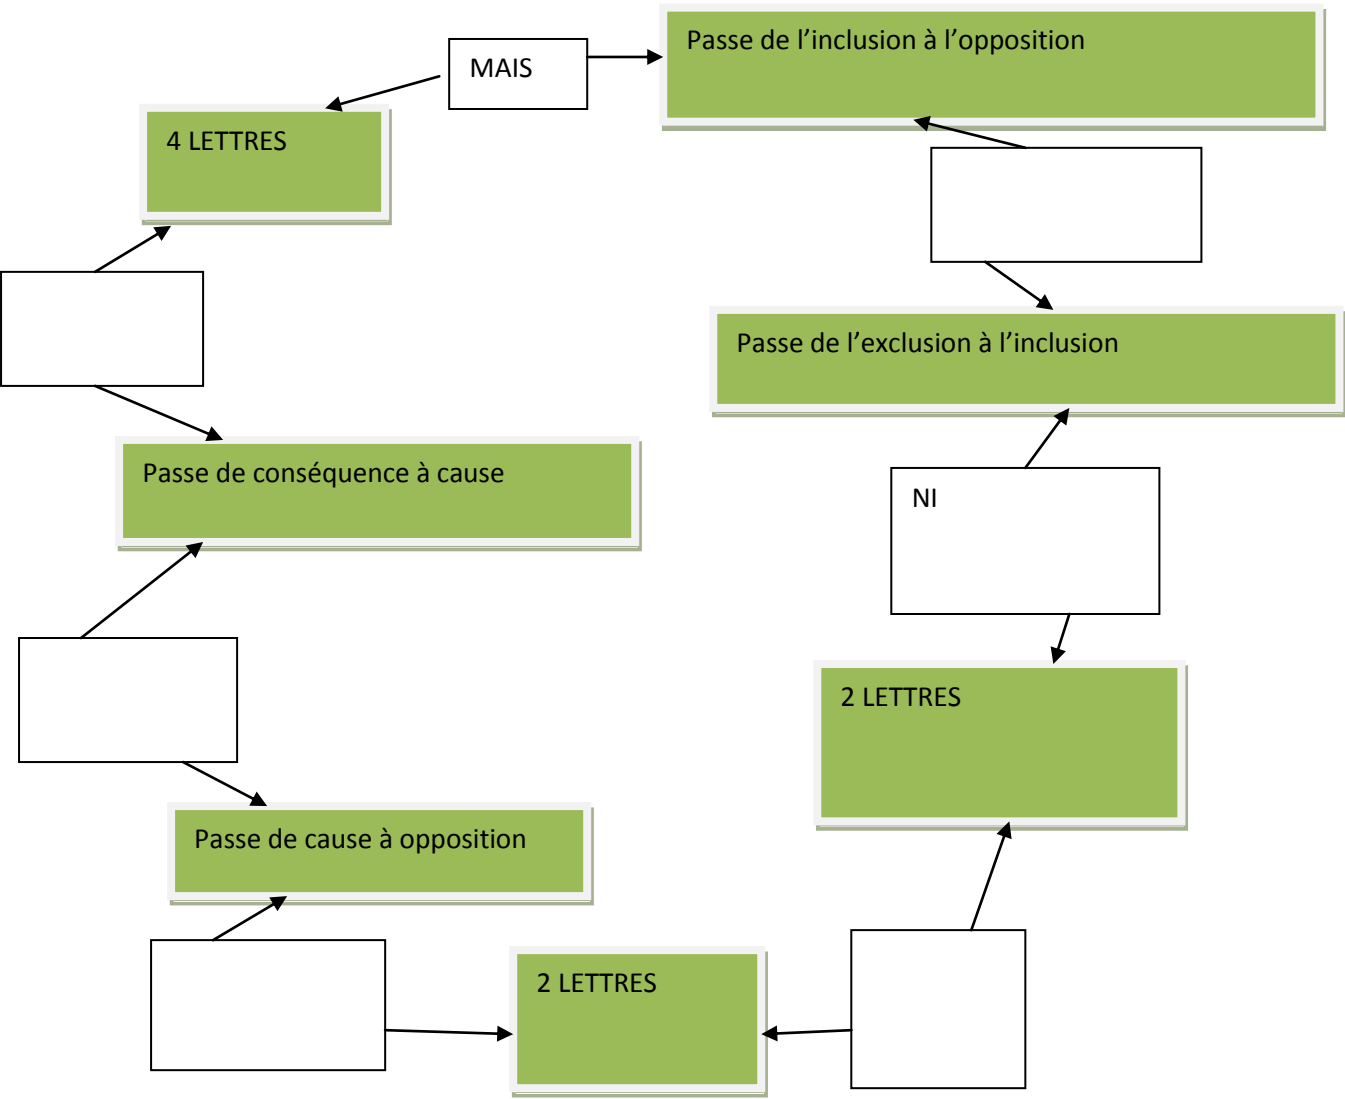 Passe de l’inclusion à l’opposition
MAIS
4 LETTRES
Passe de l’exclusion à l’inclusion
Passe de conséquence à cause
NI
2 LETTRES
Passe de cause à opposition
2 LETTRES